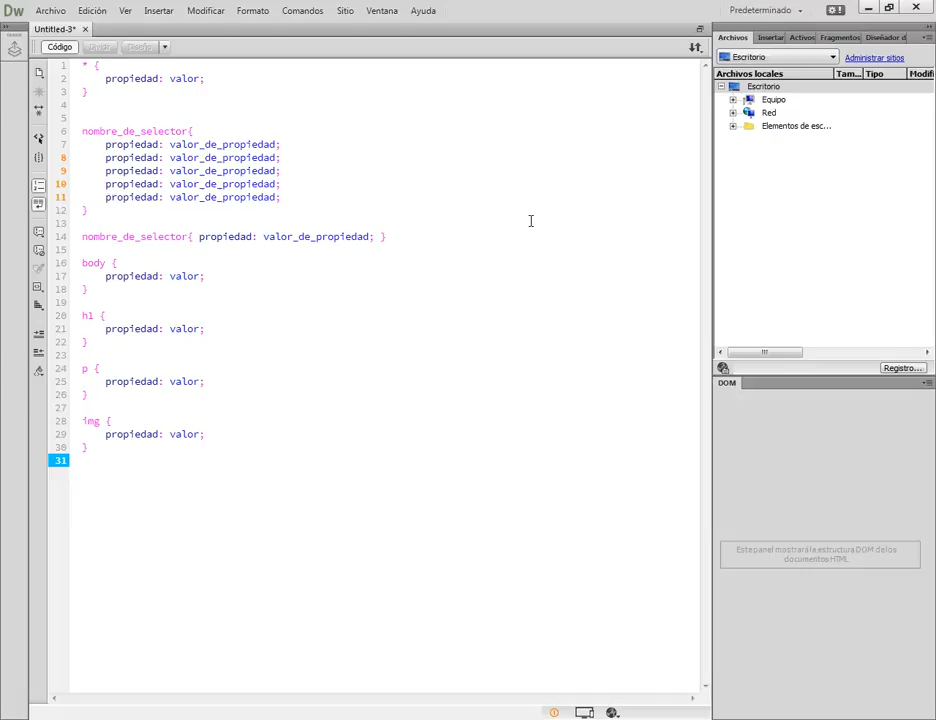 Dw Archivo Edición Ver Insertar Modificar Formato Comandos Sitio Ventana Ayuda Predeterminado
Untitled-3* ×
Código Dividir Diseño
1 * {
2 propiedad: valor;
3 }
4
5
6 nombre_de_selector{
7 propiedad: valor_de_propiedad;
8 propiedad: valor_de_propiedad;
9 propiedad: valor_de_propiedad;
10 propiedad: valor_de_propiedad;
11 propiedad: valor_de_propiedad;
12 }
13
14 nombre_de_selector{ propiedad: valor_de_propiedad; }
15
16 body {
17 propiedad: valor;
18 }
19
20 h1 {
21 propiedad: valor;
22 }
23
24 p {
25 propiedad: valor;
26 }
27
28 img {
29 propiedad: valor;
30 }
31
Archivos Insertar Activos Fragmentos Diseñador d
Escritorio Administrar sitios
Archivos locales Tam... Tipo Modifi
Escritorio
Equipo
Red
Elementos de esc...
Registro...
DOM
Este panel mostrará la estructura DOM de los
documentos HTML.